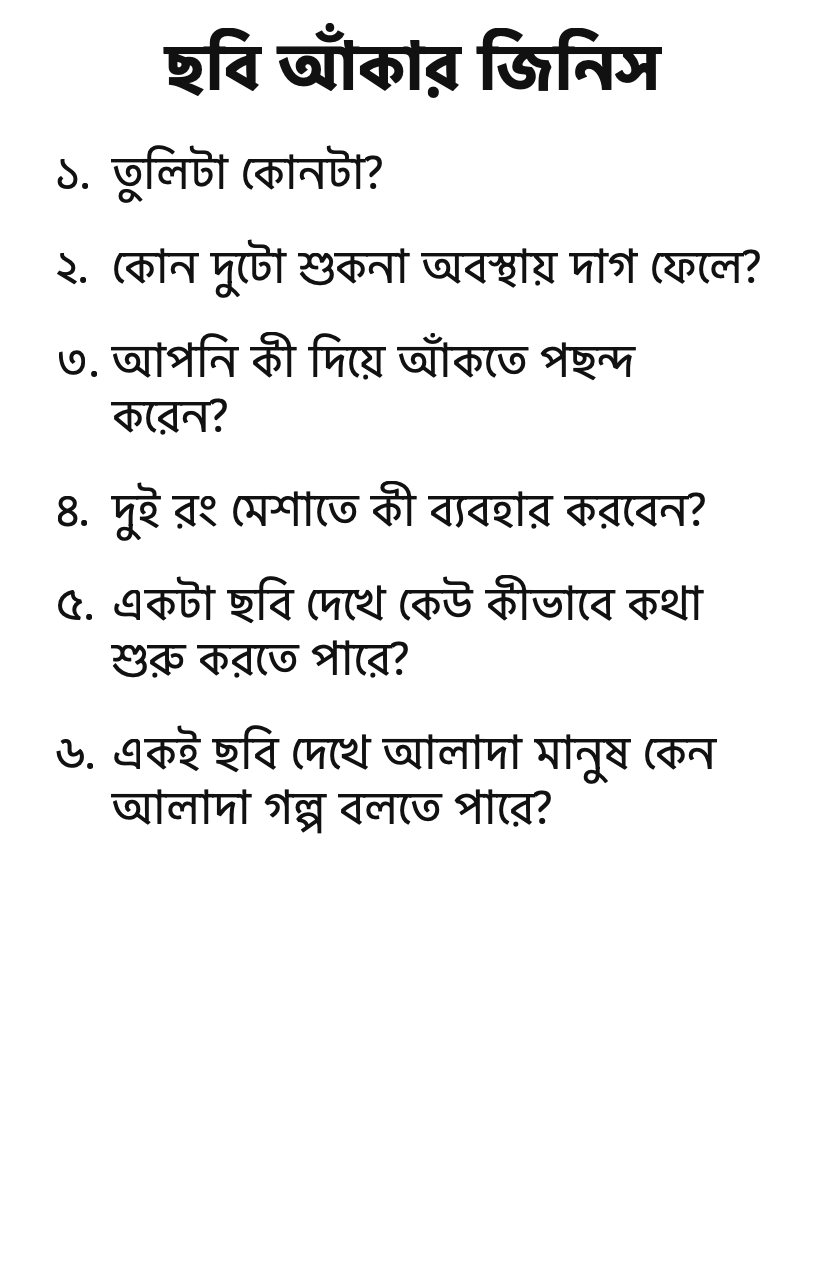 ছবি আঁকার জিনিস
১. তুলিটা কোনটা?
২. কোন দুটো শুকনা অবস্থায় দাগ ফেলে?
৩. আপনি কী দিয়ে আঁকতে পছন্দ
করেন?
৪. দুই রং মেশাতে কী ব্যবহার করবেন?
৫. একটা ছবি দেখে কেউ কীভাবে কথা
শুরু করতে পারে?
৬. একই ছবি দেখে আলাদা মানুষ কেন
আলাদা গল্প বলতে পারে?